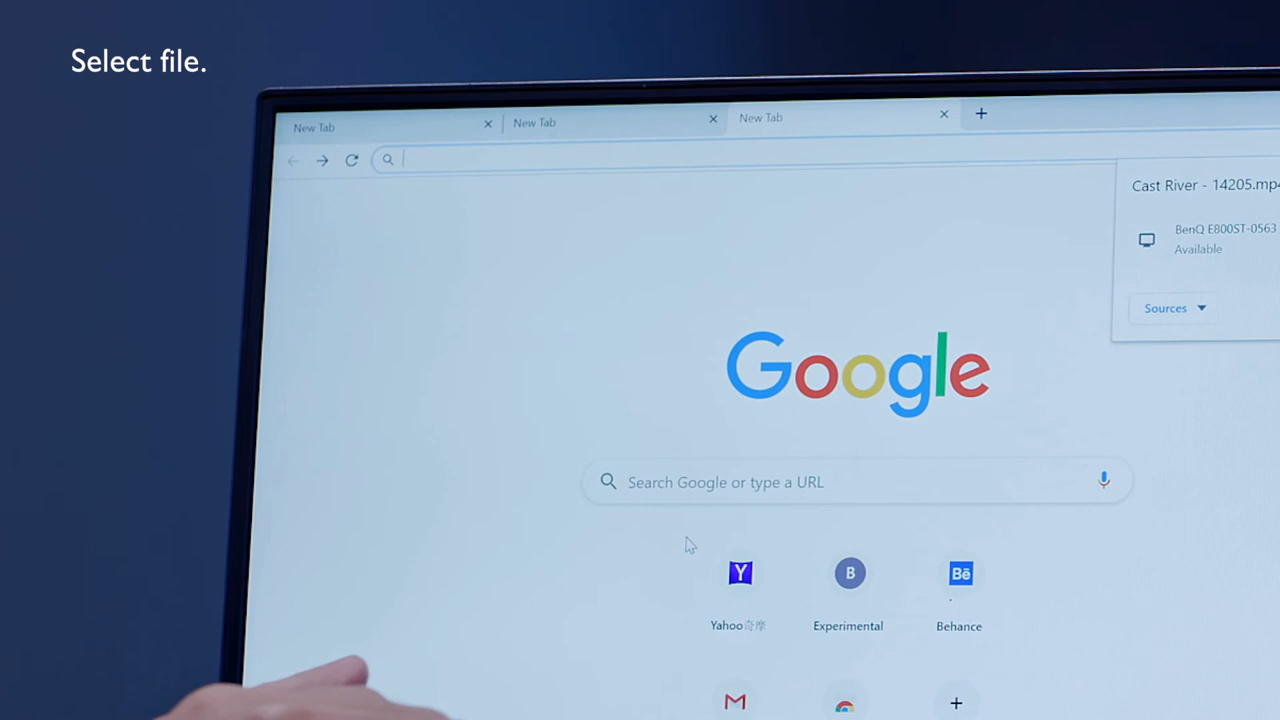 Select file.
New Tab
New Tab
New Tab
Cast River - 14205.mp4
BenQ E800ST-0563
Available
Sources
Google
Search Google or type a URL
Y
B
Bē
Yahoo奇摩
Experimental
Behance